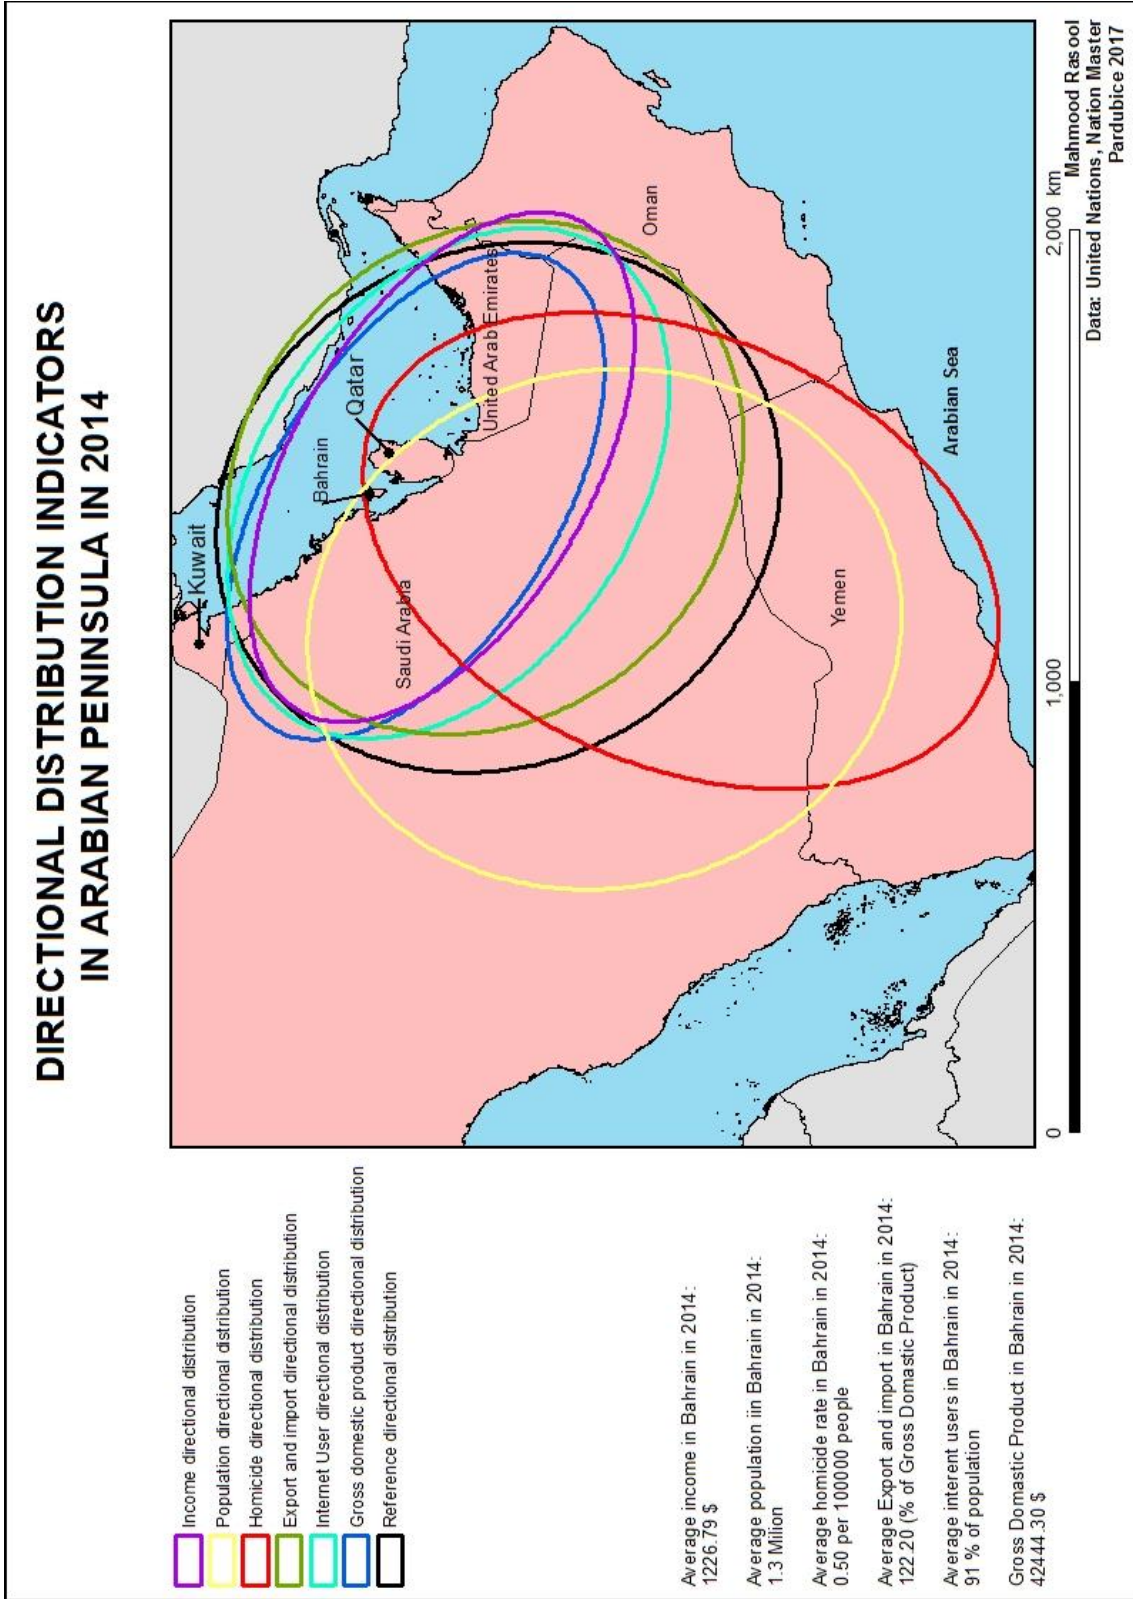 DIRECTIONAL DISTRIBUTION INDICATORS
IN ARABIAN PENINSULA IN 2014
Income directional distribution
Population directional distribution
Homicide directional distribution
Export and import directional distribution
Internet User directional distribution
Gross domestic product directional distribution
Reference directional distribution
Average income in Bahrain in 2014:
1226.79 $
Average population iin Bahrain in 2014:
1.3 Milion
Average homicide rate in Bahrain in 2014:
0.50 per 100000 people
Average Export and import in Bahrain in 2014:
122.20 (% of Gross Domastic Product)
Average interent users in Bahrain in 2014:
91 % of population
Gross Domastic Product in Bahrain in 2014:
42444.30 $
Kuwait
Bahrain
Qatar
Saudi Arabia
United Arab Emirates
Oman
Yemen
Arabian Sea
0
1,000
2,000 km
Mahmood Rasool
Data: United Nations, Nation Master
Pardubice 2017